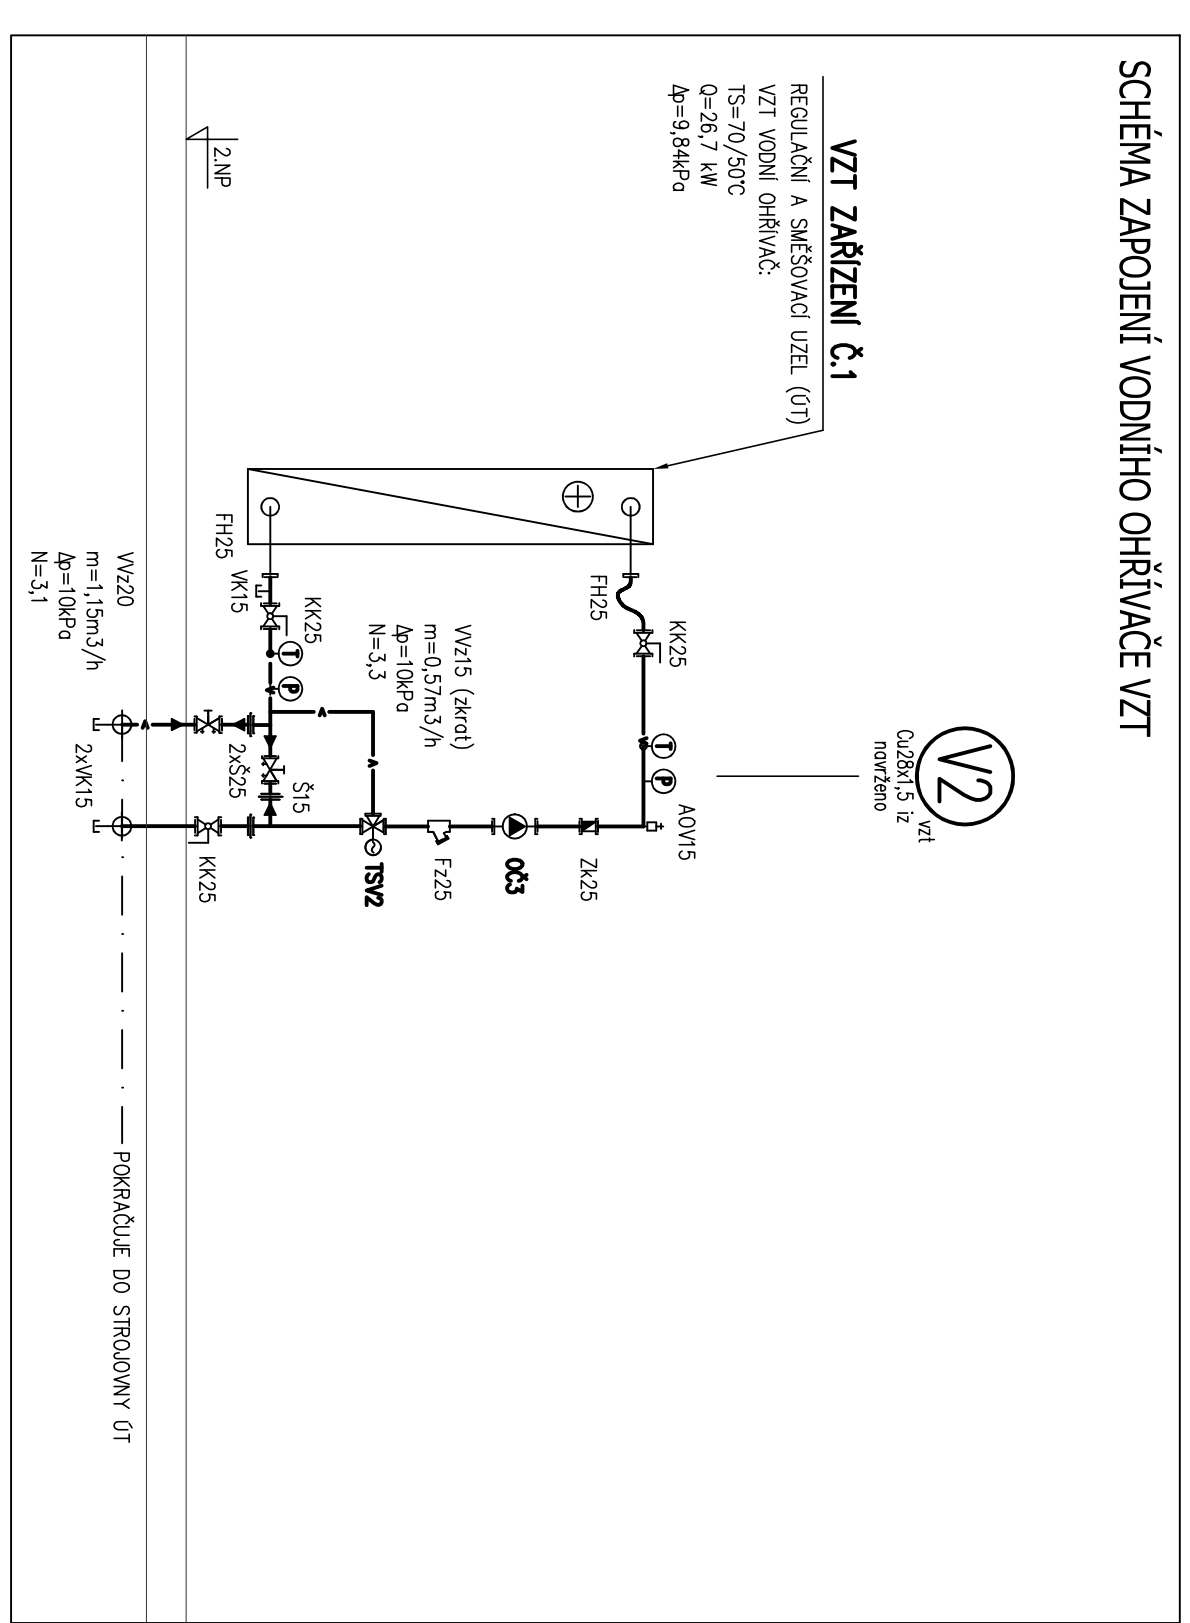 SCHÉMA ZAPOJENÍ VODNÍHO OHŘÍVAČE VZT
VZT ZAŘÍZENÍ Č.1
REGULAČNÍ A SMĚŠOVACÍ UZEL (ÚT)
VZT VODNÍ OHŘÍVAČ:
TS=70/50°C
Q=26,7 kW
Δp=9,84kPa
V2
vzt
Cu28x1,5 iz
navrženo
2.NP
FH25
KK25
T
P
AOV15
Zk25
OČ3
Fz25
TSV2
VVz15 (zkrat)
m=0,57m3/h
Δp=10kPa
N=3,3
KK25
T
P
FH25
VK15
Š15
2xŠ25
KK25
VVz20
m=1,15m3/h
Δp=10kPa
N=3,1
2xVK15
POKRAČUJE DO STROJOVNY ÚT